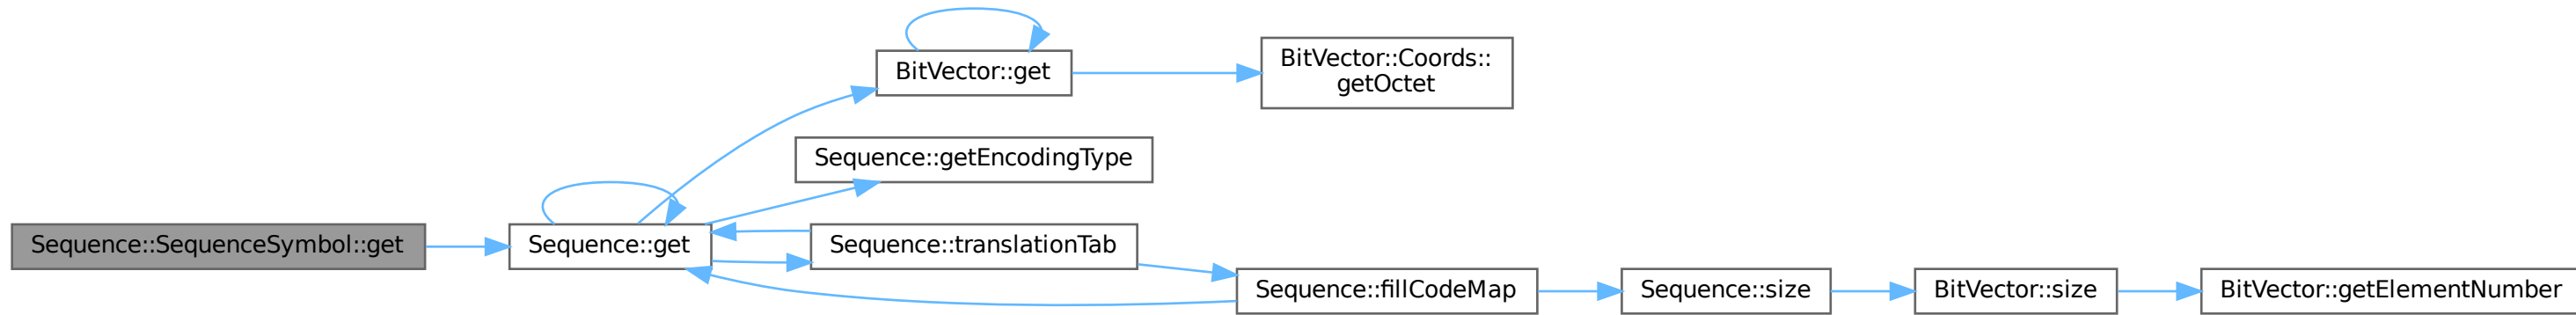 BitVector::get
BitVector::Coords::
getOctet
Sequence::getEncodingType
Sequence::SequenceSymbol::get
Sequence::get
Sequence::translationTab
Sequence::fillCodeMap
Sequence::size
BitVector::size
BitVector::getElementNumber